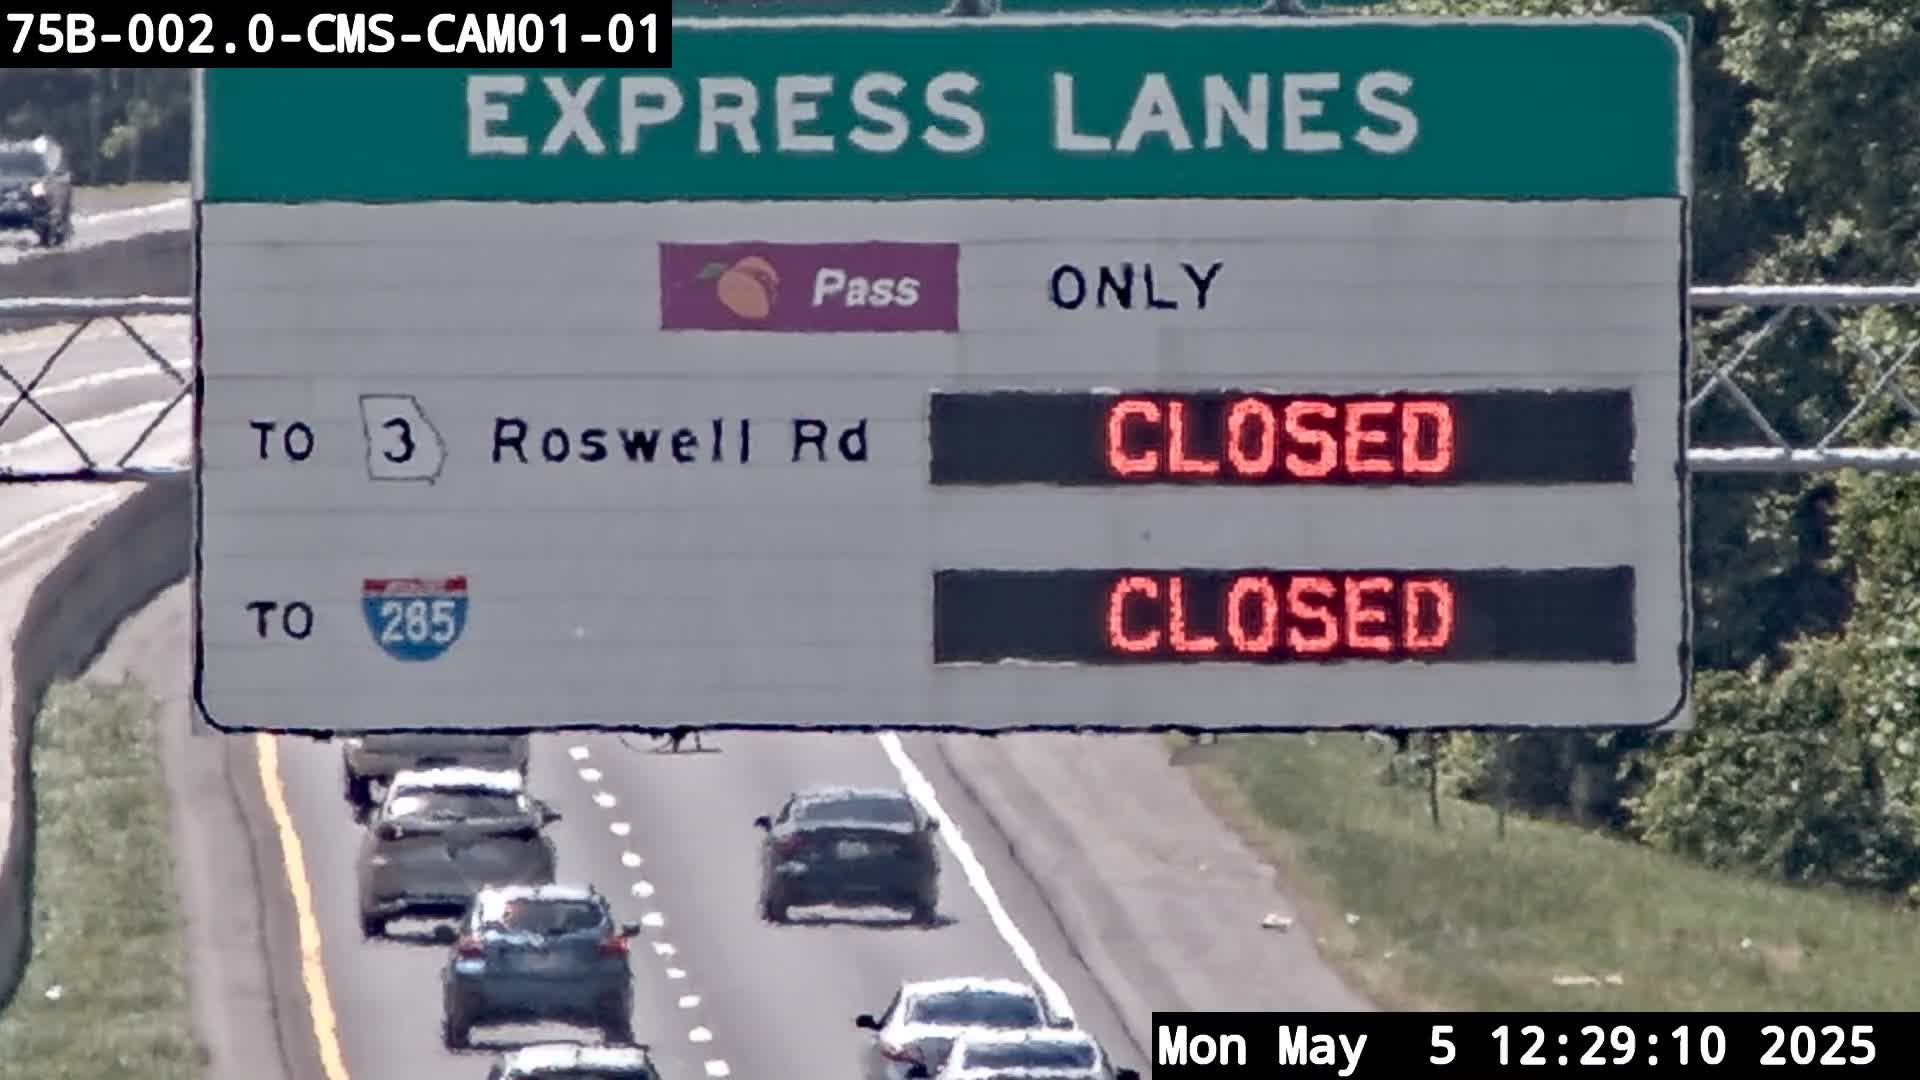 75B-002.0-CMS-CAM01-01
EXPRESS LANES
Pass ONLY
TO 3 Roswell Rd CLOSED
TO 285 CLOSED
Mon May 5 12:29:10 2025